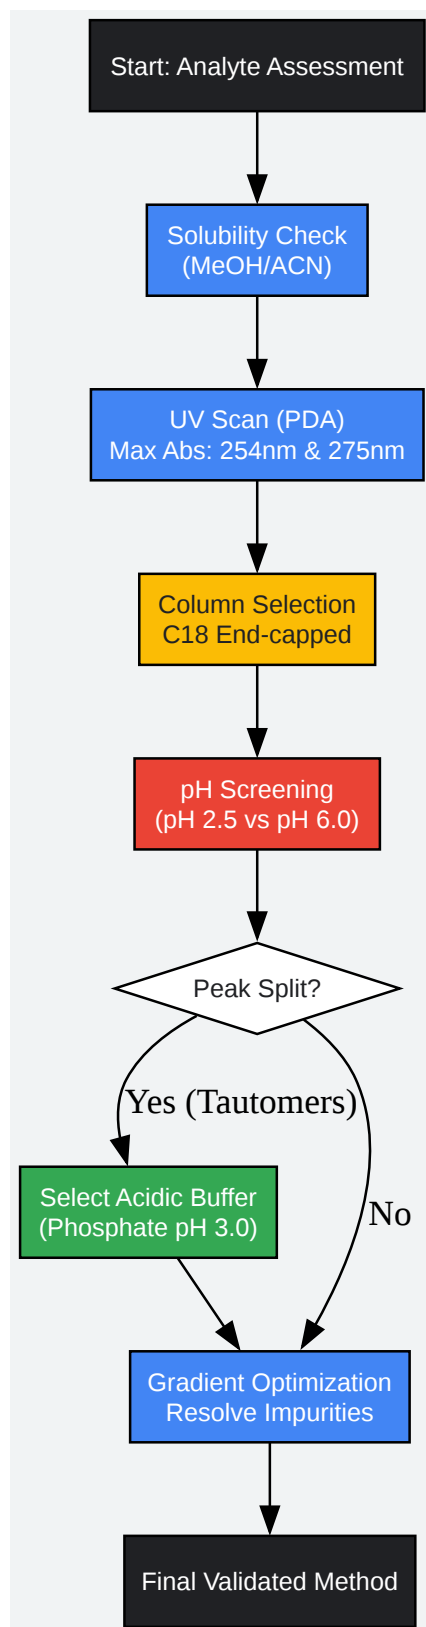 Start: Analyte Assessment
Solubility Check
(MeOH/ACN)
UV Scan (PDA)
Max Abs: 254nm & 275nm
Column Selection
C18 End-capped
pH Screening
(pH 2.5 vs pH 6.0)
Peak Split?
Yes (Tautomers)
Select Acidic Buffer
(Phosphate pH 3.0)
No
Gradient Optimization
Resolve Impurities
Final Validated Method